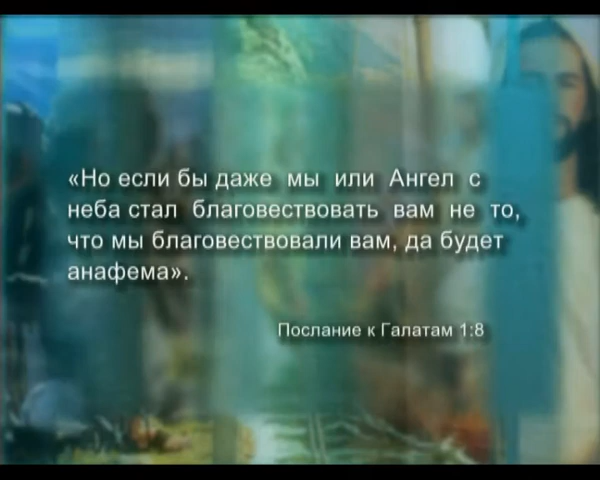 «Но если бы даже мы или Ангел с
неба стал благовествовать вам не то,
что мы благовествовали вам, да будет
анафема».
Послание к Галатам 1:8